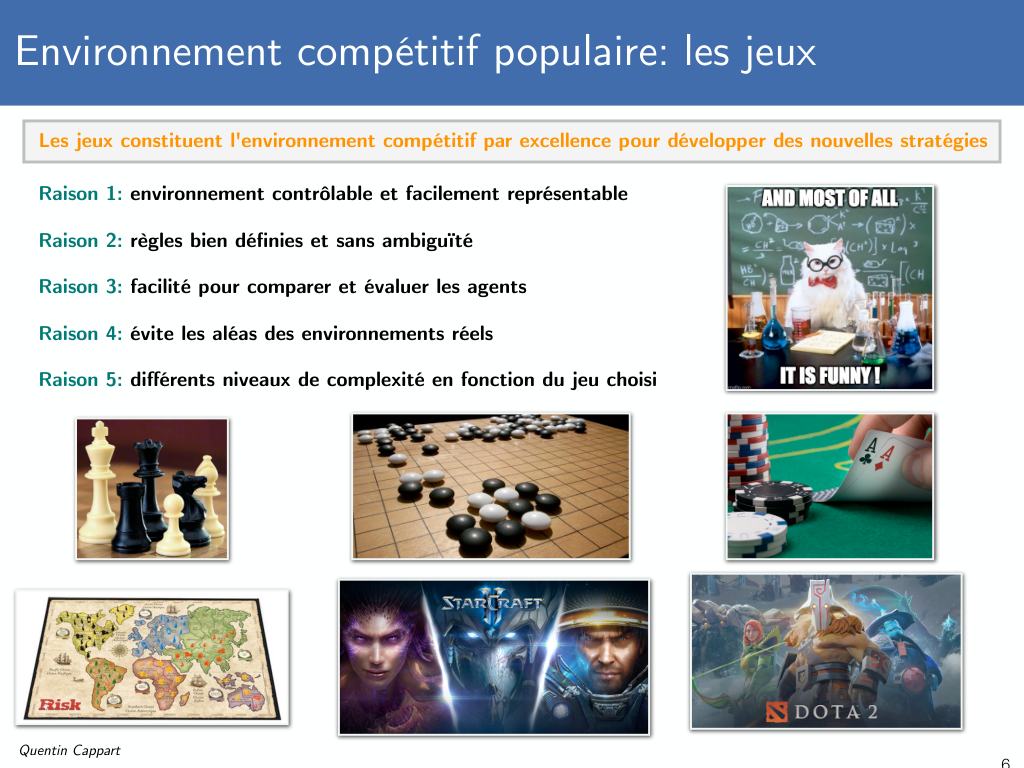 Environnement compétitif populaire: les jeux
Les jeux constituent l'environnement compétitif par excellence pour développer des nouvelles stratégies
Raison 1: environnement contrôlable et facilement représentable
Raison 2: règles bien définies et sans ambiguïté
Raison 3: facilité pour comparer et évaluer les agents
Raison 4: évite les aléas des environnements réels
Raison 5: différents niveaux de complexité en fonction du jeu choisi
AND MOST OF ALL
IT IS FUNNY !
A A
Risk
STARCRAFT
II
DOTA 2
Quentin Cappart
6